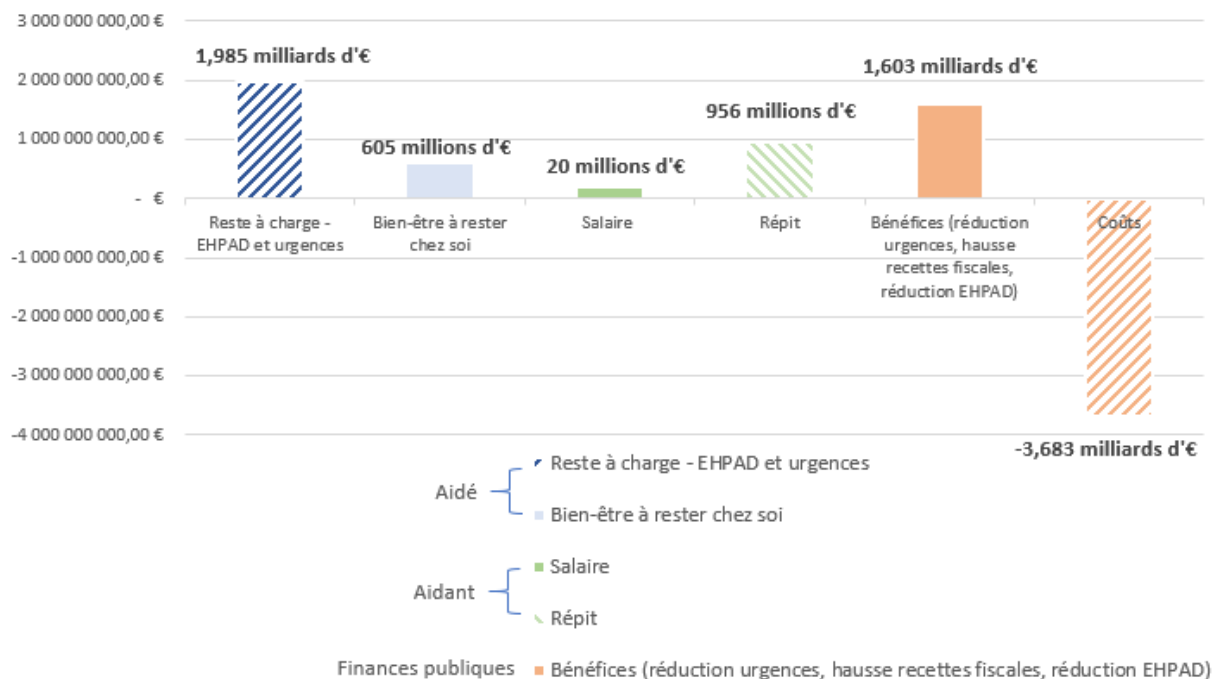 3 000 000 000,00 €
2 000 000 000,00 €
1 000 000 000,00 €
- €
-1 000 000 000,00 €
-2 000 000 000,00 €
-3 000 000 000,00 €
-4 000 000 000,00 €
1,985 milliards d'€
605 millions d'€
20 millions d'€
956 millions d'€
1,603 milliards d'€
-3,683 milliards d'€
Reste à charge -
EHPAD et urgences
Bien-être à rester
chez soi
Salaire
Répit
Bénéfices (réduction
urgences, hausse
recettes fiscales,
réduction EHPAD)
Coûts
Aidé
Reste à charge - EHPAD et urgences
Bien-être à rester chez soi
Aidant
Salaire
Répit
Finances publiques
Bénéfices (réduction urgences, hausse recettes fiscales, réduction EHPAD)